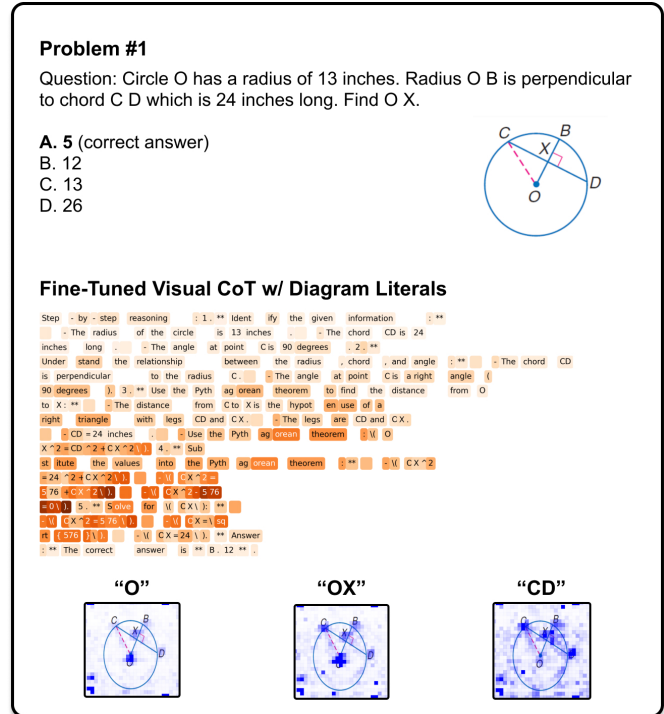 Problem #1
Question: Circle O has a radius of 13 inches. Radius O B is perpendicular
to chord C D which is 24 inches long. Find O X.
A. 5 (correct answer)
B. 12
C. 13
D. 26
C
B
X
D
O
Fine-Tuned Visual CoT w/ Diagram Literals
Step - by - step reasoning : 1 . ** Ident ify the given information : **
- The radius of the circle is 13 inches . - The chord CD is 24
inches long . - The angle at point C is 90 degrees . 2 . **
Under stand the relationship between the radius , chord , and angle : ** - The chord CD
is perpendicular to the radius C . - The angle at point C is a right angle (
90 degrees ). 3 . ** Use the Pyth ag orean theorem to find the distance from O
to X : ** - The distance from C to X is the hypot en use of a
right triangle with legs CD and C X . - The legs are CD and C X .
- CD = 24 inches . - Use the Pyth ag orean theorem : \( O
X ^ 2 = CD ^ 2 + C X ^ 2 \ ). 4 . ** Sub
st itute the values into the Pyth ag orean theorem : ** - \( C X ^ 2
= 24 ^ 2 + C X ^ 2 \ ). - \( C X ^ 2 =
5 76 + C X ^ 2 \ ). - \( C X ^ 2 - 5 76
= 0 \ ). 5 . ** S olve for \( C X \ ): **
- \( C X ^ 2 = 5 76 \ ). - \( C X = \ sq
rt { 576 } \ ). - \( C X = 24 \ ). ** Answer
: ** The correct answer is ** B . 12 ** .
"O" "OX" "CD"
C B X D O
C B X D O
C B X D O